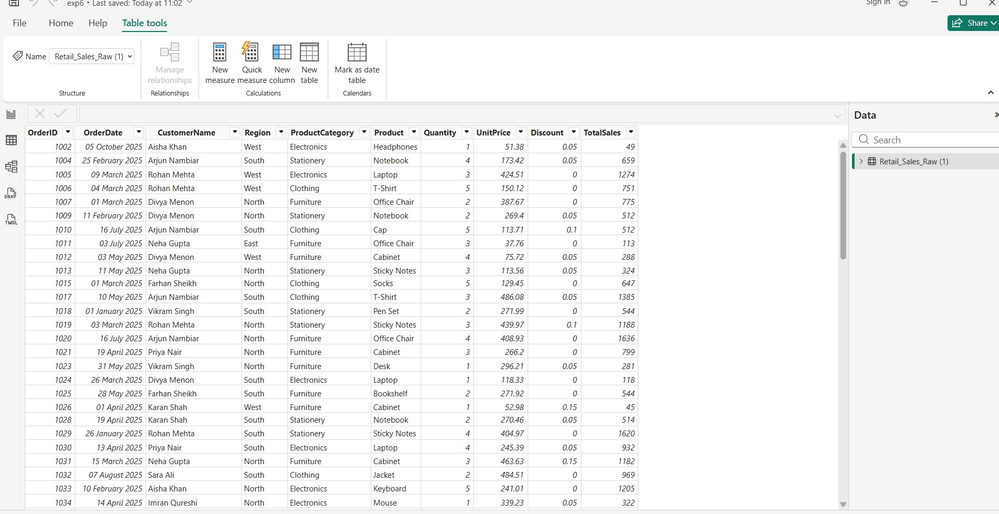 exp6 • Last saved: Today at 11:02
Sign in
File Home Help Table tools
Share
Name Retail_Sales_Raw (1)
Manage relationships
New measure
Quick measure
New column
New table
Mark as date table
Structure Relationships Calculations Calendars
DAX
TMDL
Data
Search
Retail_Sales_Raw (1)
OrderID OrderDate CustomerName Region ProductCategory Product Quantity UnitPrice Discount TotalSales
1002 05 October 2025 Aisha Khan West Electronics Headphones 1 51.38 0.05 49
1004 25 February 2025 Arjun Nambiar South Stationery Notebook 4 173.42 0.05 659
1005 09 March 2025 Rohan Mehta West Electronics Laptop 3 424.51 0 1274
1006 04 March 2025 Rohan Mehta West Clothing T-Shirt 5 150.12 0 751
1007 01 March 2025 Divya Menon North Furniture Office Chair 2 387.67 0 775
1009 11 February 2025 Divya Menon North Stationery Notebook 2 269.4 0.05 512
1010 16 July 2025 Arjun Nambiar South Clothing Cap 5 113.71 0.1 512
1011 03 July 2025 Neha Gupta East Furniture Office Chair 3 37.76 0 113
1012 03 May 2025 Divya Menon West Furniture Cabinet 4 75.72 0.05 288
1013 11 May 2025 Neha Gupta North Stationery Sticky Notes 3 113.56 0.05 324
1015 01 March 2025 Farhan Sheikh North Clothing Socks 5 129.45 0 647
1017 10 May 2025 Arjun Nambiar South Clothing T-Shirt 3 486.08 0.05 1385
1018 01 January 2025 Vikram Singh South Stationery Pen Set 2 271.99 0 544
1019 03 March 2025 Rohan Mehta North Stationery Sticky Notes 3 439.97 0.1 1188
1020 16 July 2025 Arjun Nambiar North Furniture Office Chair 4 408.93 0 1636
1021 19 April 2025 Priya Nair North Furniture Cabinet 3 266.2 0 799
1023 31 May 2025 Vikram Singh North Furniture Desk 1 296.21 0.05 281
1024 26 March 2025 Divya Menon South Electronics Laptop 1 118.33 0 118
1025 28 May 2025 Farhan Sheikh South Furniture Bookshelf 2 271.92 0 544
1026 01 April 2025 Karan Shah West Furniture Cabinet 1 52.98 0.15 45
1028 19 April 2025 Karan Shah South Stationery Notebook 2 270.46 0.05 514
1029 26 January 2025 Rohan Mehta South Stationery Sticky Notes 4 404.97 0 1620
1030 13 April 2025 Priya Nair South Electronics Laptop 4 245.39 0.05 932
1031 15 March 2025 Neha Gupta North Furniture Cabinet 3 463.63 0.15 1182
1032 07 August 2025 Sara Ali South Clothing Jacket 2 484.51 0 969
1033 10 February 2025 Aisha Khan North Electronics Keyboard 5 241.01 0 1205
1034 14 April 2025 Imran Qureshi North Electronics Mouse 1 339.23 0.05 322